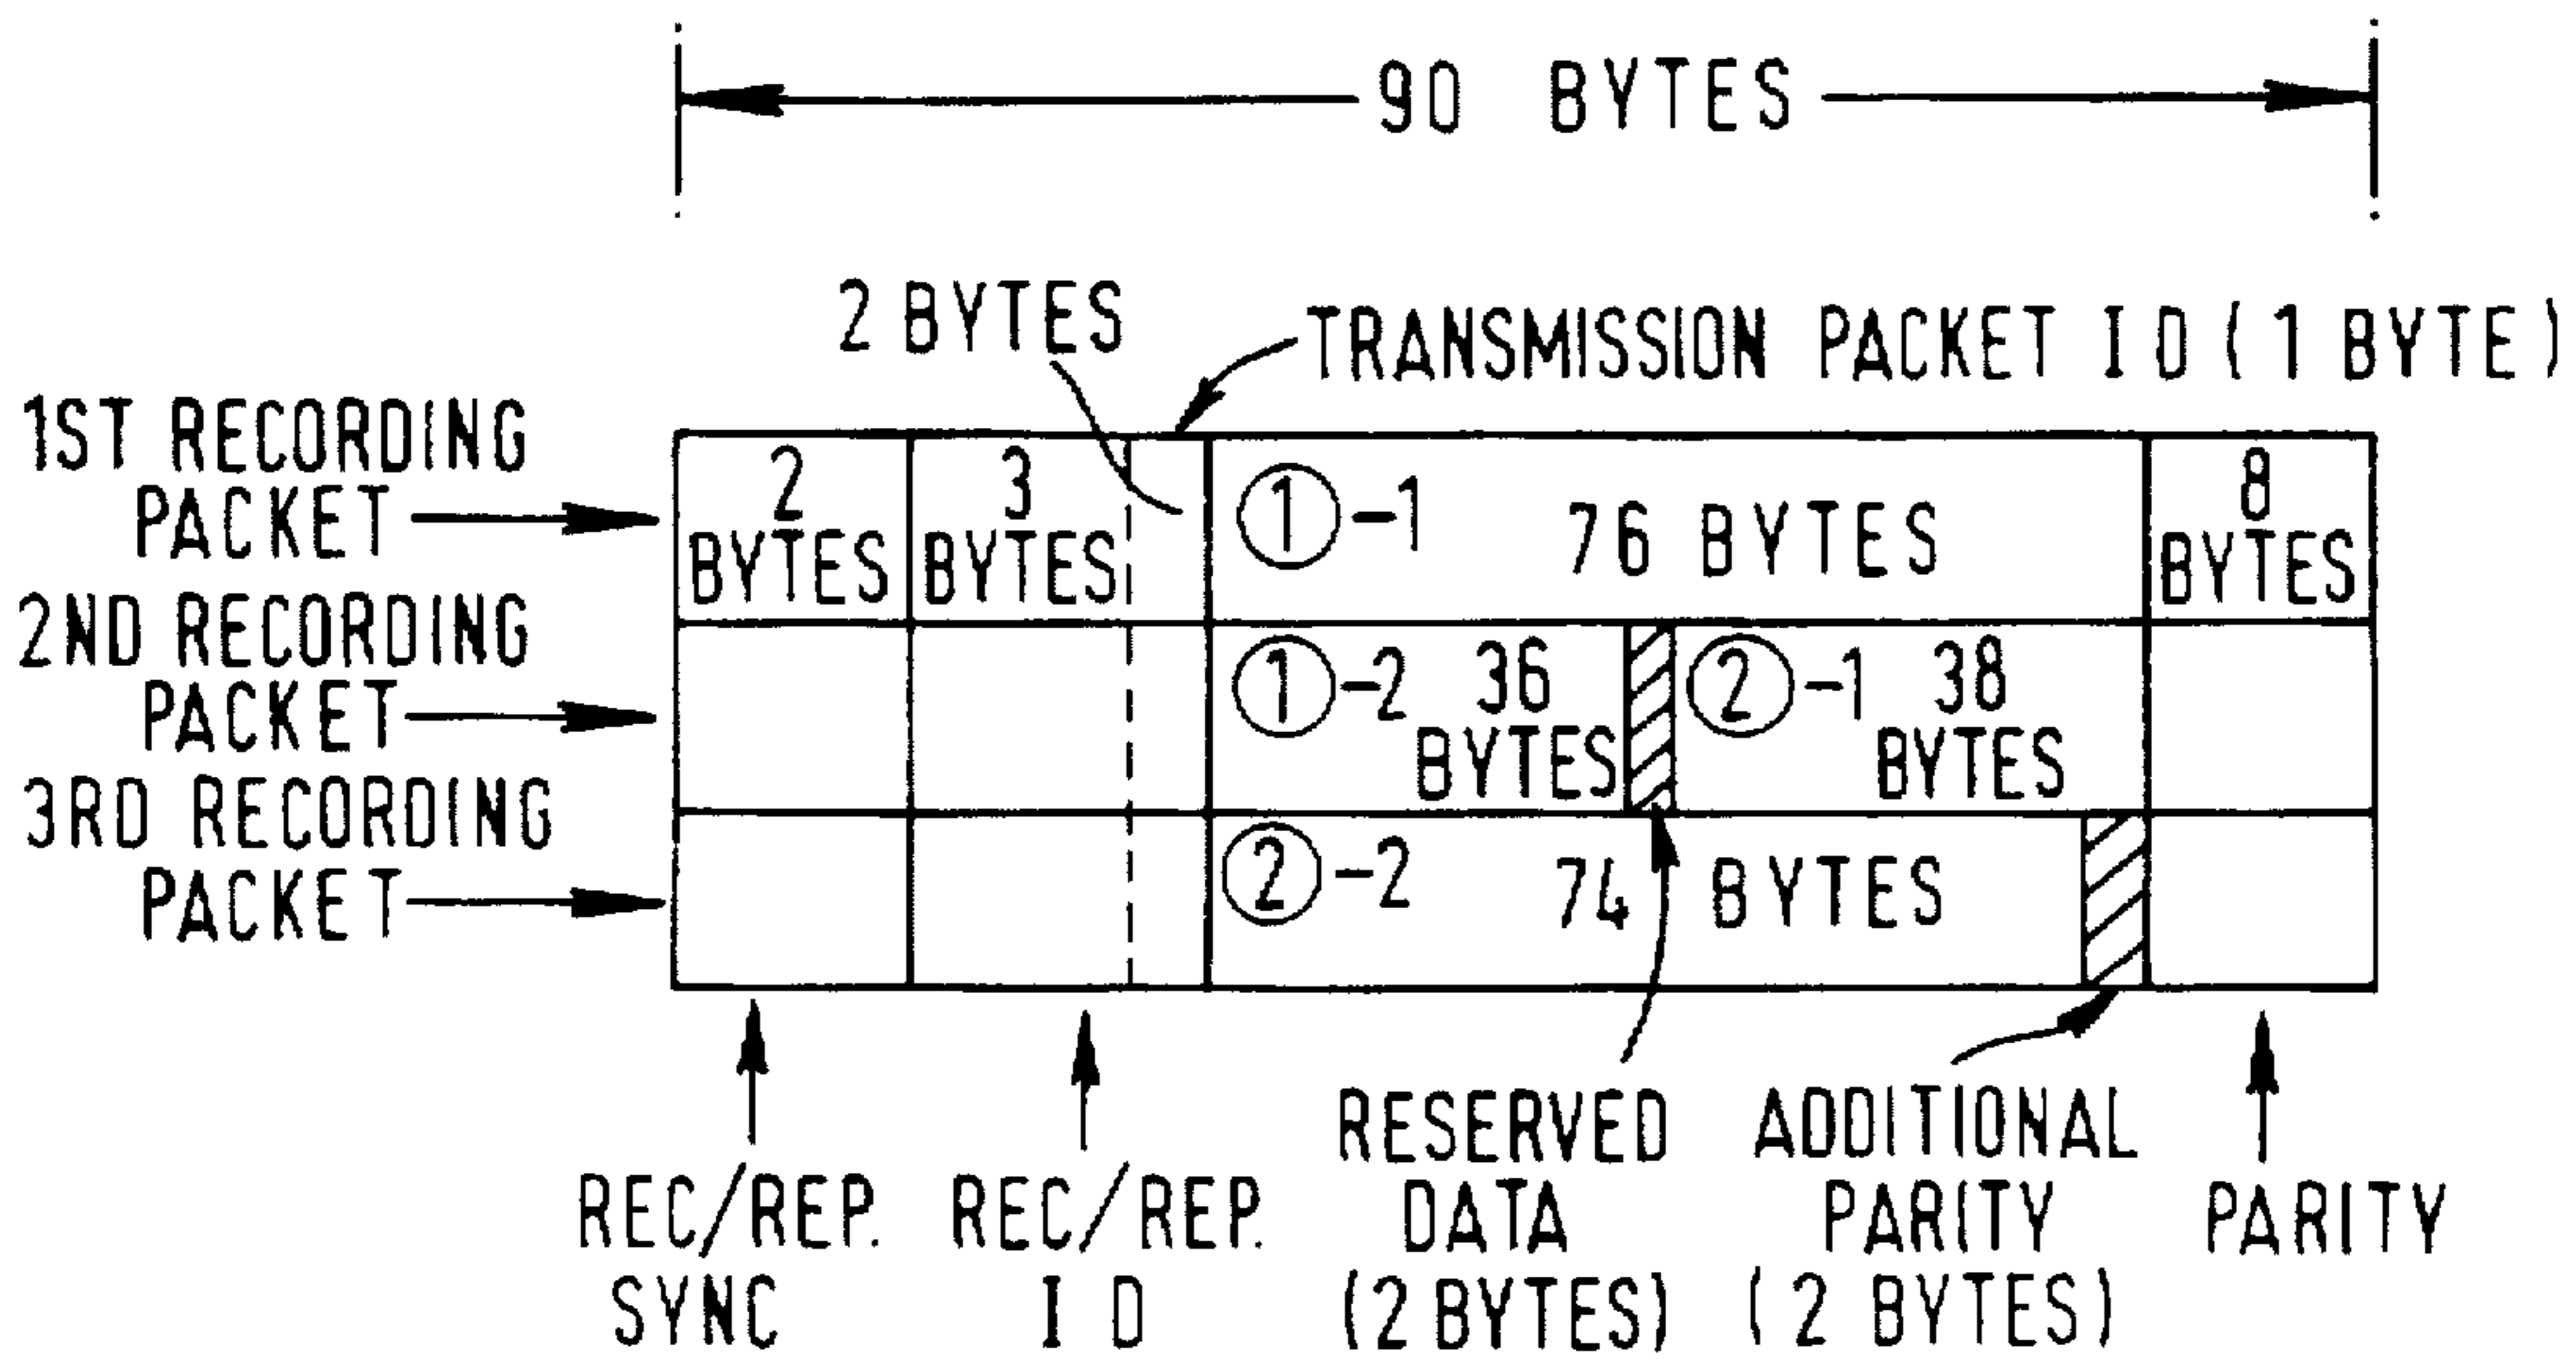 90 BYTES
2 BYTES
TRANSMISSION PACKET ID (1 BYTE)
1ST RECORDING
PACKET
2
BYTES
3
BYTES
①-1 76 BYTES
8
BYTES
2ND RECORDING
PACKET
①-2 36
BYTES
②-1 38
BYTES
3RD RECORDING
PACKET
②-2 74 BYTES
REC/REP.
SYNC
REC/REP.
ID
RESERVED
DATA
(2 BYTES)
ADDITIONAL
PARITY
(2 BYTES)
PARITY